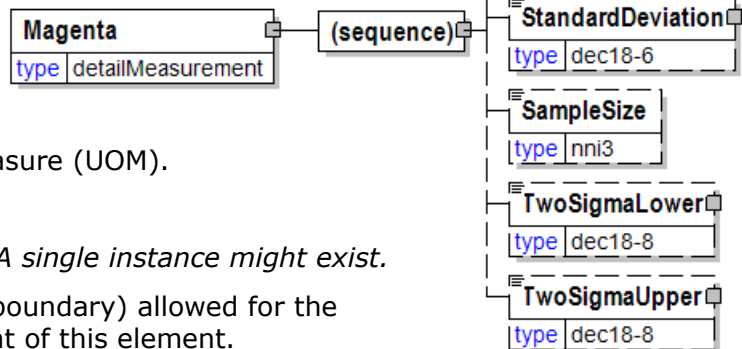 Magenta
type detailMeasurement
(sequence)
StandardDeviation
type dec18-6
SampleSize
type nni3
TwoSigmaLower
type dec18-8
TwoSigmaUpper
type dec18-8
asure (UOM).
A single instance might exist.
boundary) allowed for the
nt of this element.